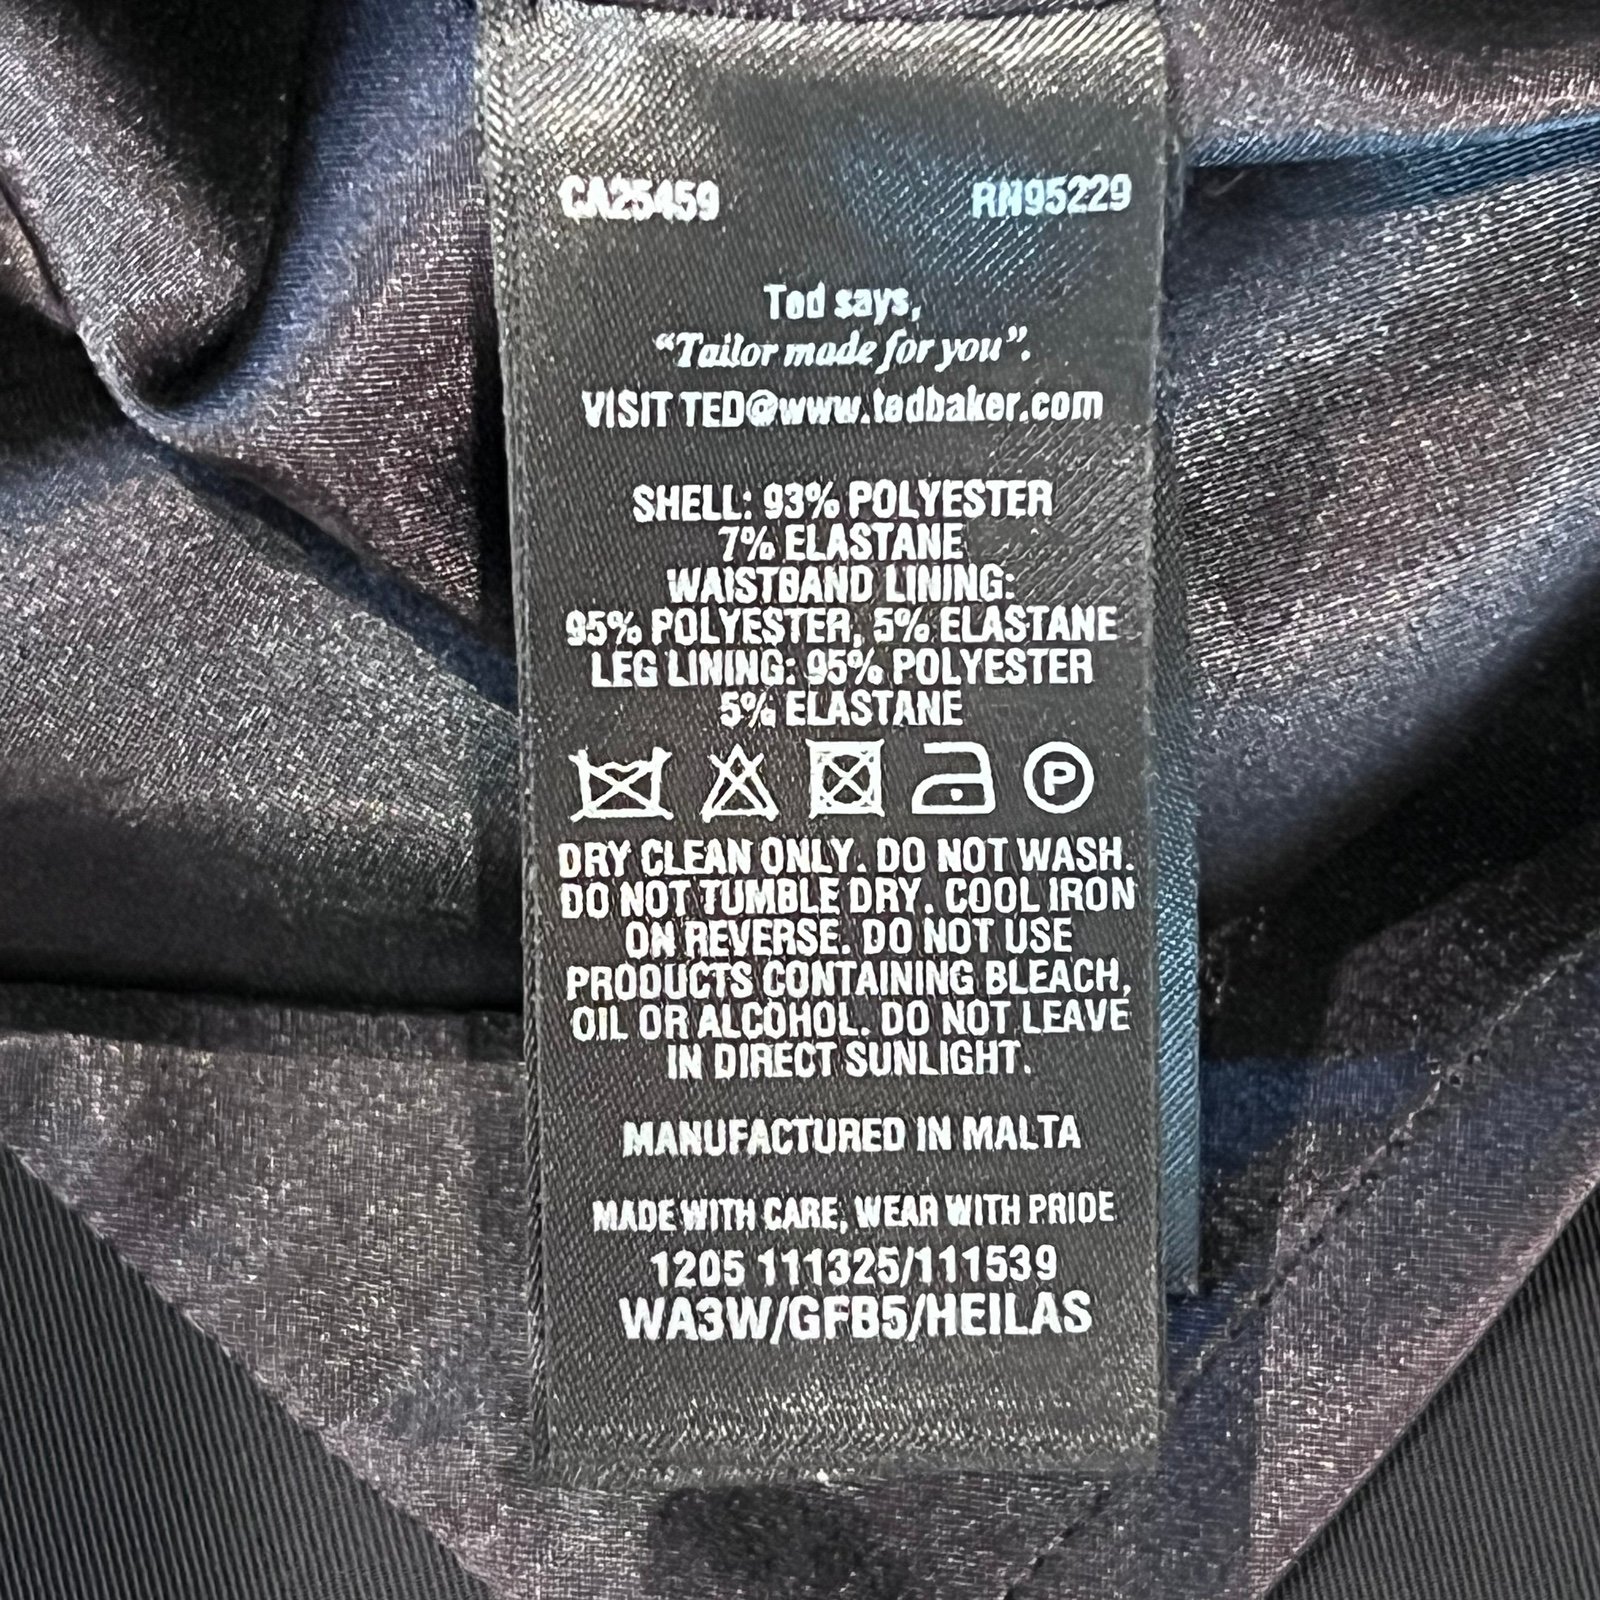 CA25459 RN95229
Ted says,
“Tailor made for you”.
VISIT TED@www.tedbaker.com
SHELL: 93% POLYESTER
7% ELASTANE
WAISTBAND LINING:
95% POLYESTER, 5% ELASTANE
LEG LINING: 95% POLYESTER
5% ELASTANE
P
DRY CLEAN ONLY. DO NOT WASH.
DO NOT TUMBLE DRY. COOL IRON
ON REVERSE. DO NOT USE
PRODUCTS CONTAINING BLEACH,
OIL OR ALCOHOL. DO NOT LEAVE
IN DIRECT SUNLIGHT.
MANUFACTURED IN MALTA
MADE WITH CARE, WEAR WITH PRIDE
1205 111325/111539
WA3W/GFB5/HEILAS